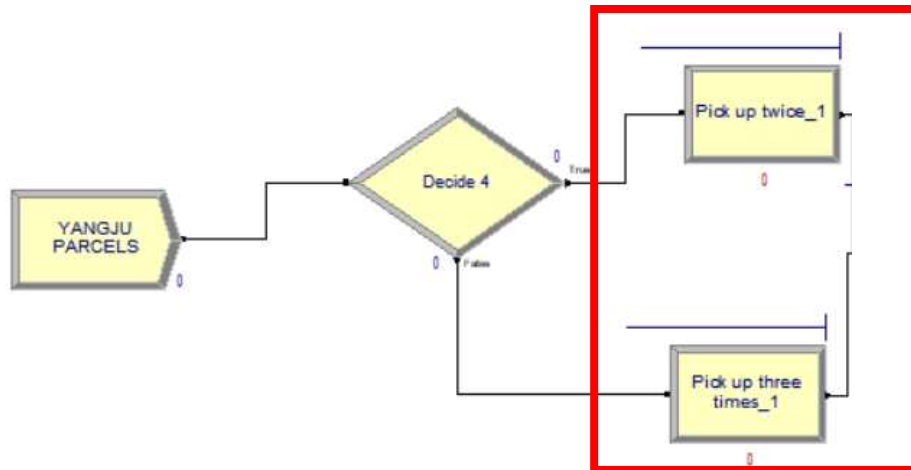 Pick up twice_1
0
True
0
Decide 4
YANGJU
PARCELS
0
0
False
Pick up three
times_1
0